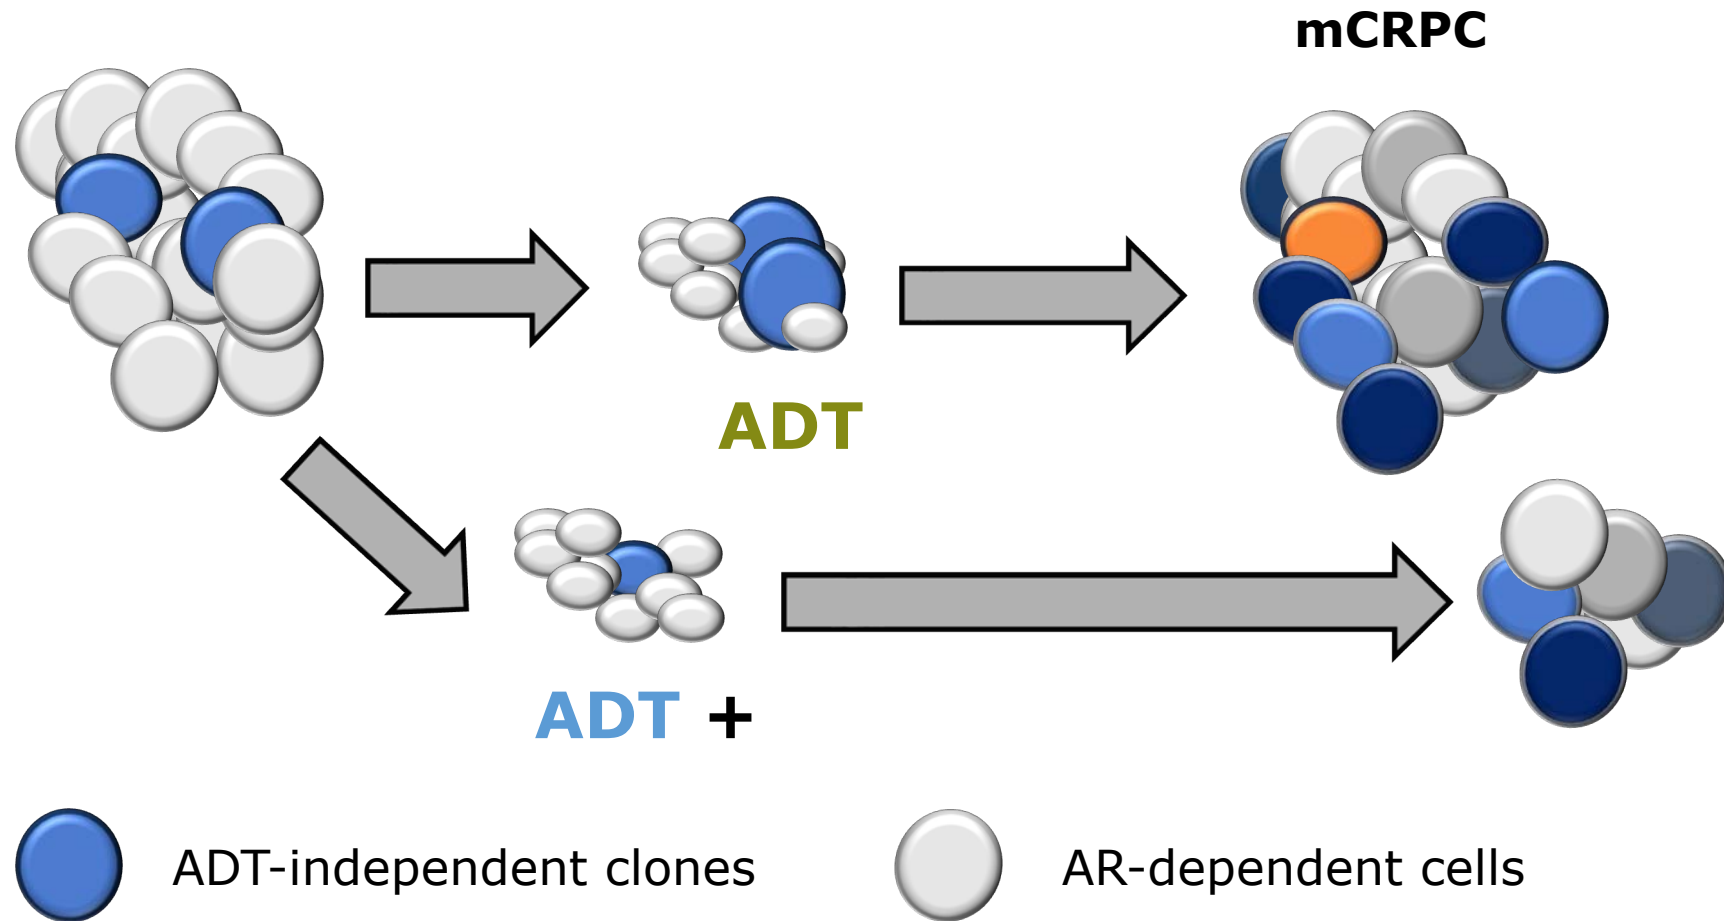 mCRPC
ADT
ADT +
ADT-independent clones
AR-dependent cells